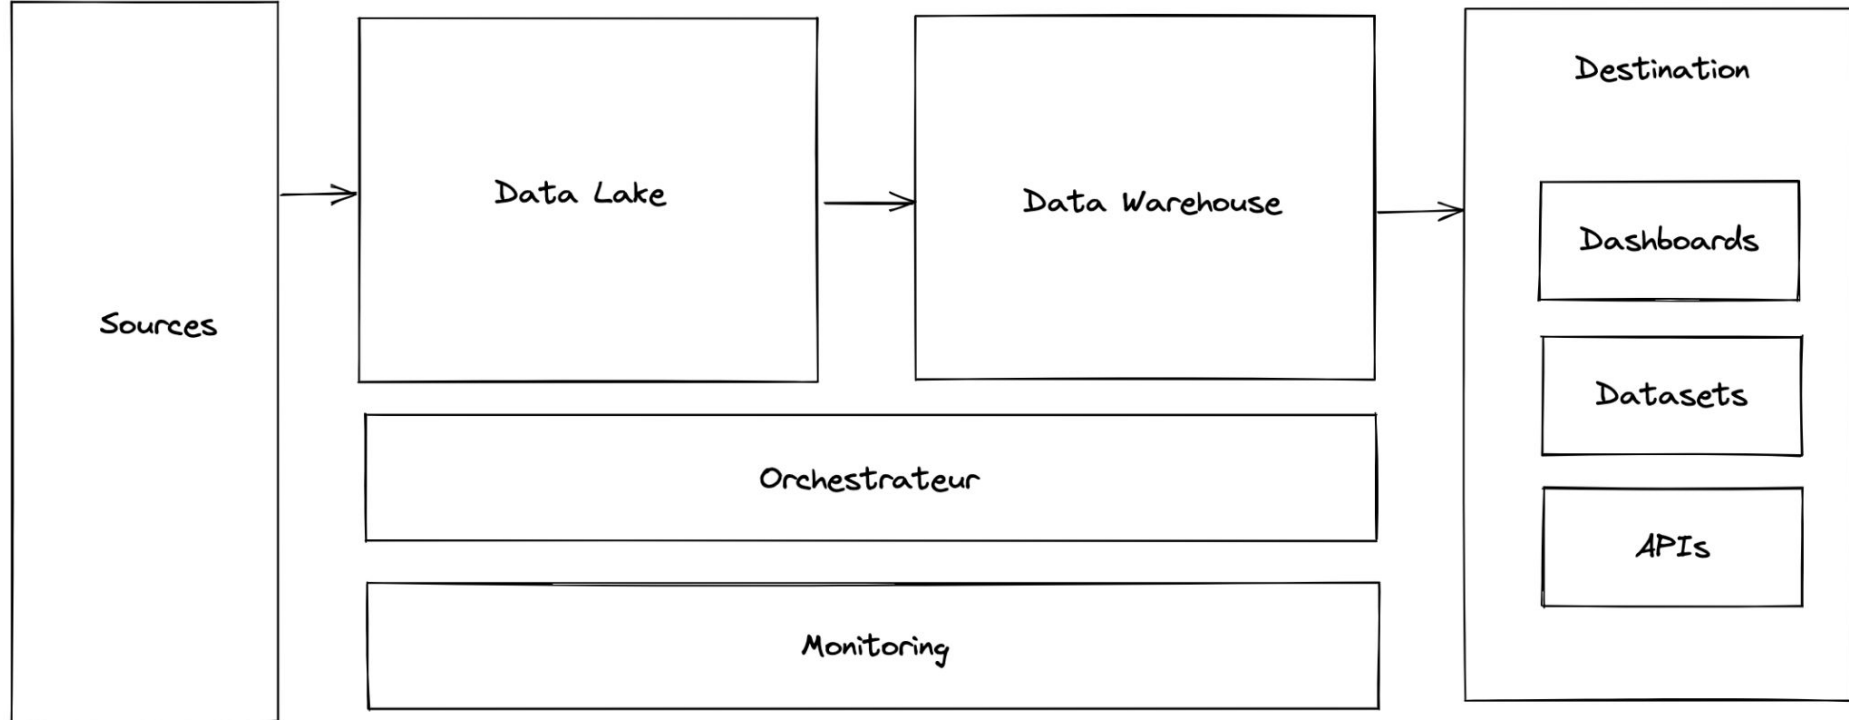 Sources
Data Lake
Data Warehouse
Orchestrateur
Monitoring
Destination
Dashboards
Datasets
APIs